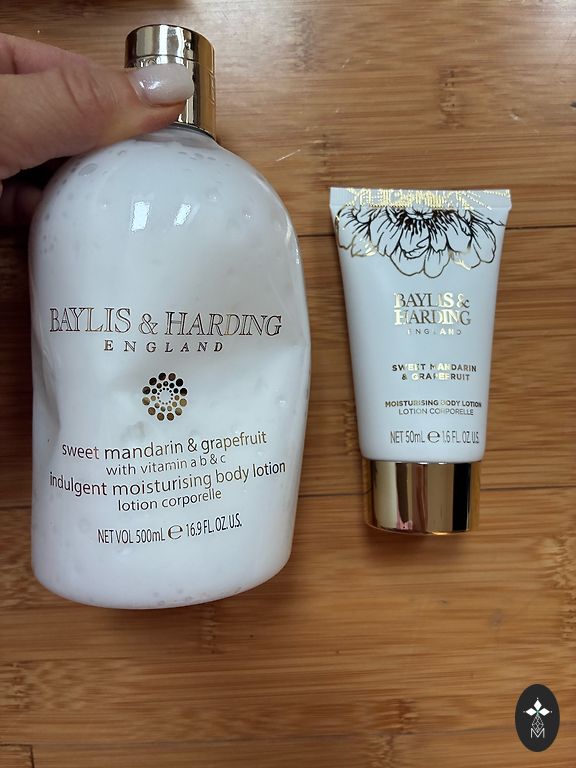 BAYLIS & HARDING
ENGLAND
sweet mandarin & grapefruit
with vitamin a b & c
indulgent moisturising body lotion
lotion corporelle
NET VOL 500mL ℮ 16.9 FL. OZ. U.S.
BAYLIS &
HARDING
ENGLAND
SWEET MANDARIN
& GRAPEFRUIT
MOISTURISING BODY LOTION
LOTION CORPORELLE
NET 50mL ℮ 1.6 FL. OZ. U.S.
M